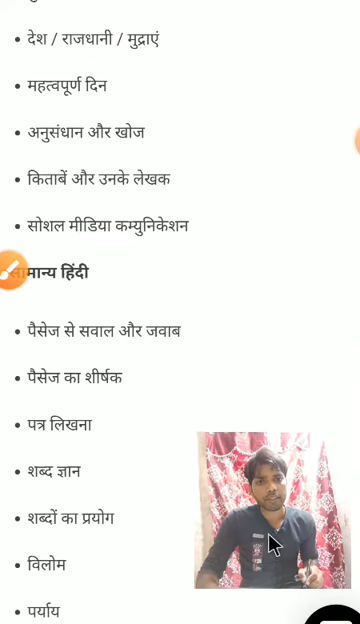 देश / राजधानी / मुद्राएं
महत्वपूर्ण दिन
अनुसंधान और खोज
किताबें और उनके लेखक
सोशल मीडिया कम्युनिकेशन
सामान्य हिंदी
पैसेज से सवाल और जवाब
पैसेज का शीर्षक
पत्र लिखना
शब्द ज्ञान
शब्दों का प्रयोग
विलोम
पर्याय